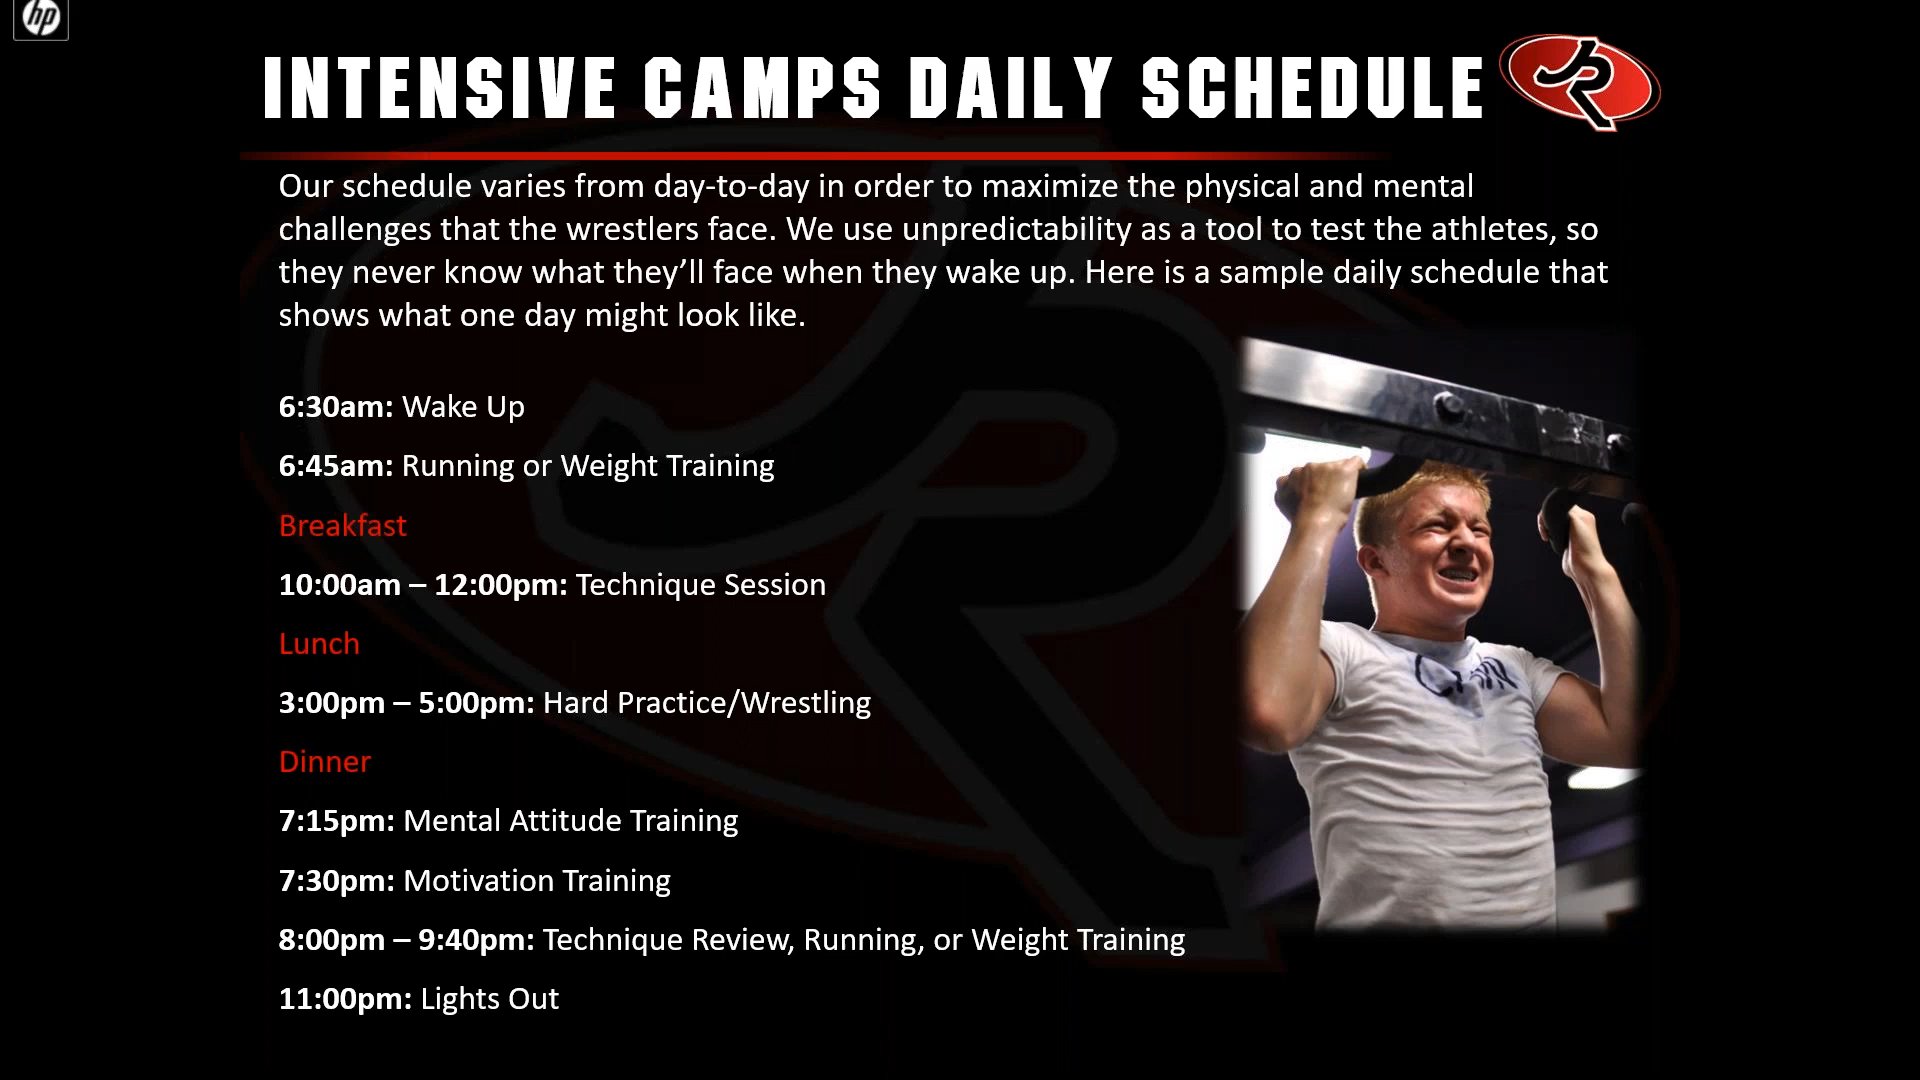 hp
INTENSIVE CAMPS DAILY SCHEDULE
JR
Our schedule varies from day-to-day in order to maximize the physical and mental
challenges that the wrestlers face. We use unpredictability as a tool to test the athletes, so
they never know what they’ll face when they wake up. Here is a sample daily schedule that
shows what one day might look like.
6:30am: Wake Up
6:45am: Running or Weight Training
Breakfast
10:00am – 12:00pm: Technique Session
Lunch
3:00pm – 5:00pm: Hard Practice/Wrestling
Dinner
7:15pm: Mental Attitude Training
7:30pm: Motivation Training
8:00pm – 9:40pm: Technique Review, Running, or Weight Training
11:00pm: Lights Out